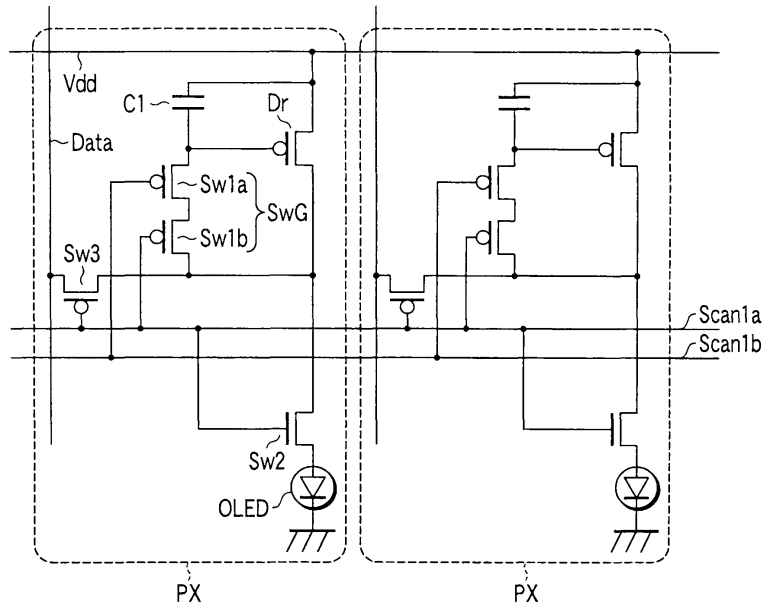 Vdd
C1
Dr
Data
Sw1a
SwG
Sw1b
Sw3
Scan1a
Scan1b
Sw2
OLED
PX
PX